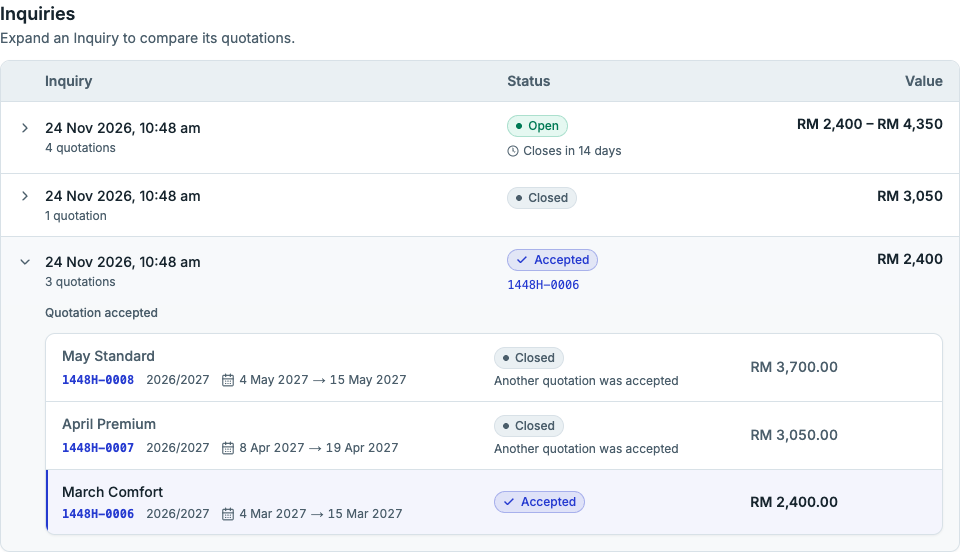 Inquiries
Expand an Inquiry to compare its quotations.
Inquiry Status Value
24 Nov 2026, 10:48 am Open RM 2,400 – RM 4,350
4 quotations Closes in 14 days
24 Nov 2026, 10:48 am Closed RM 3,050
1 quotation
24 Nov 2026, 10:48 am Accepted RM 2,400
3 quotations 1448H-0006
Quotation accepted
May Standard Closed RM 3,700.00
1448H-0008 2026/2027 4 May 2027 → 15 May 2027 Another quotation was accepted
April Premium Closed RM 3,050.00
1448H-0007 2026/2027 8 Apr 2027 → 19 Apr 2027 Another quotation was accepted
March Comfort Accepted RM 2,400.00
1448H-0006 2026/2027 4 Mar 2027 → 15 Mar 2027